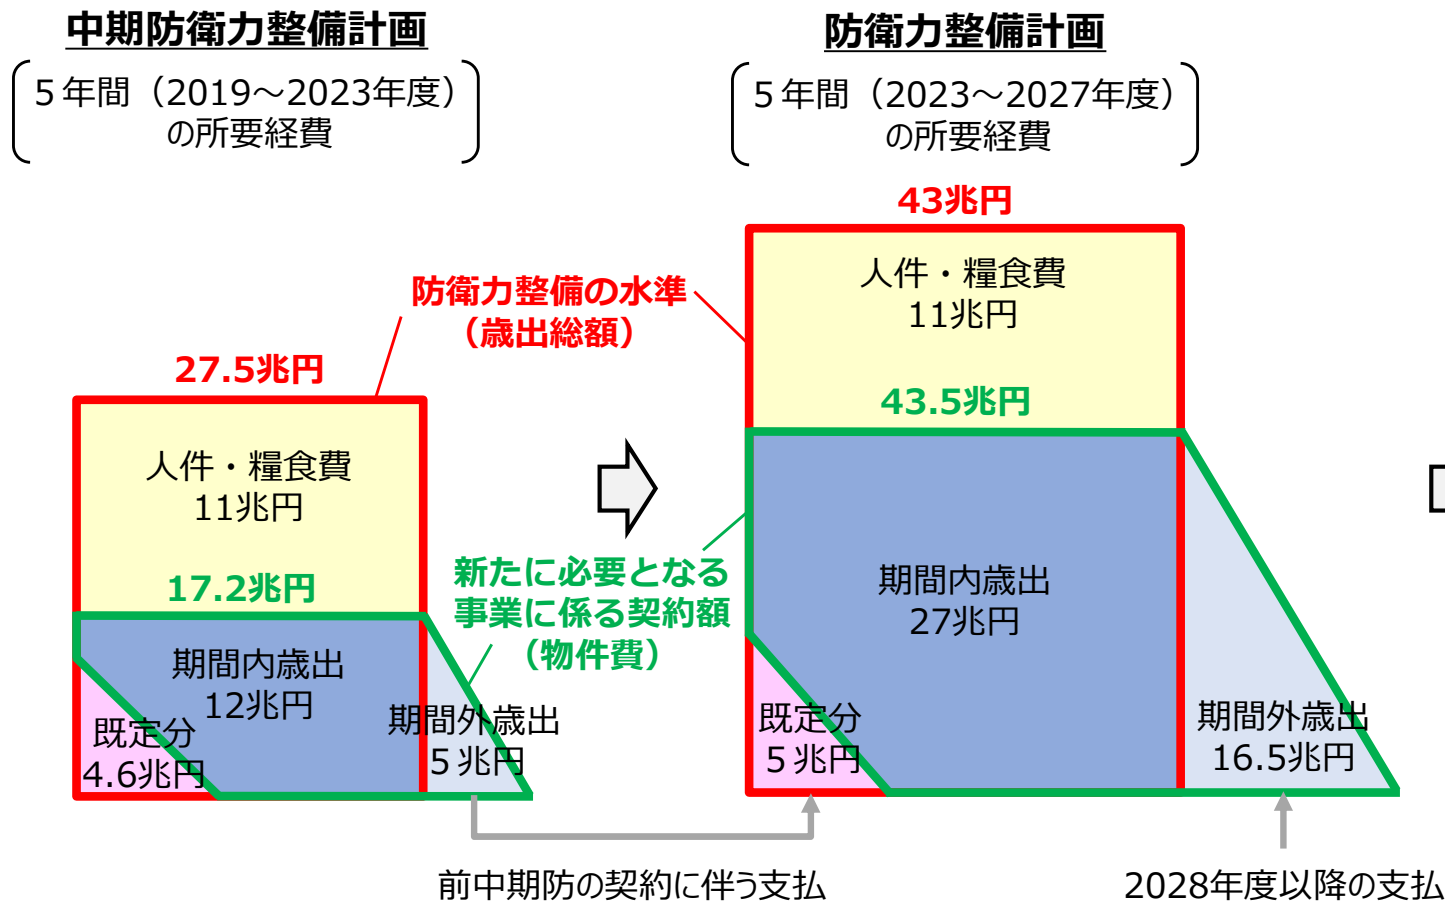 中期防衛力整備計画
５年間（2019～2023年度）
の所要経費
防衛力整備計画
５年間（2023～2027年度）
の所要経費
防衛力整備の水準
（歳出総額）
27.5兆円
人件・糧食費
11兆円
17.2兆円
期間内歳出
12兆円
既定分
4.6兆円
期間外歳出
５兆円
新たに必要となる
事業に係る契約額
（物件費）
43兆円
人件・糧食費
11兆円
43.5兆円
期間内歳出
27兆円
既定分
５兆円
期間外歳出
16.5兆円
前中期防の契約に伴う支払
2028年度以降の支払